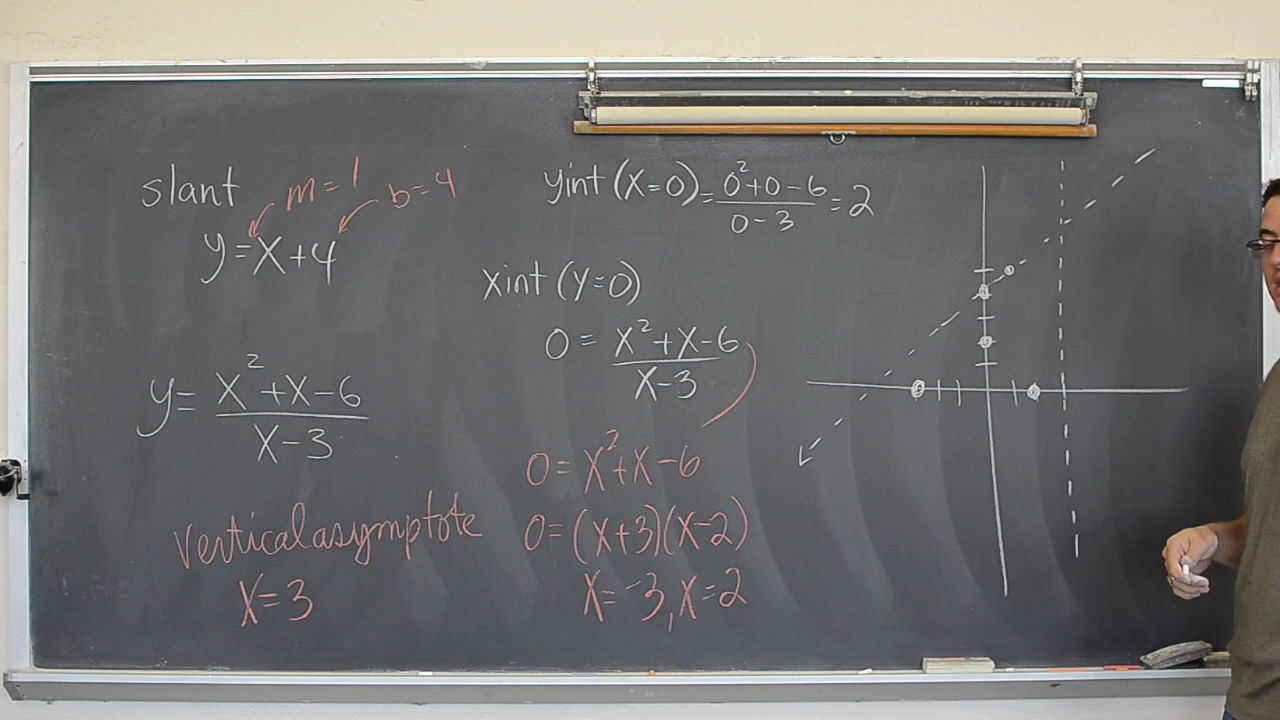 slant m=1 b=4
y=x+4
y= x²+x-6 / x-3
vertical asymptote
x=3
yint (x=0) = 0²+0-6 / 0-3 = 2
xint (y=0)
0 = x²+x-6 / x-3
0=x²+x-6
0=(x+3)(x-2)
x=-3, x=2